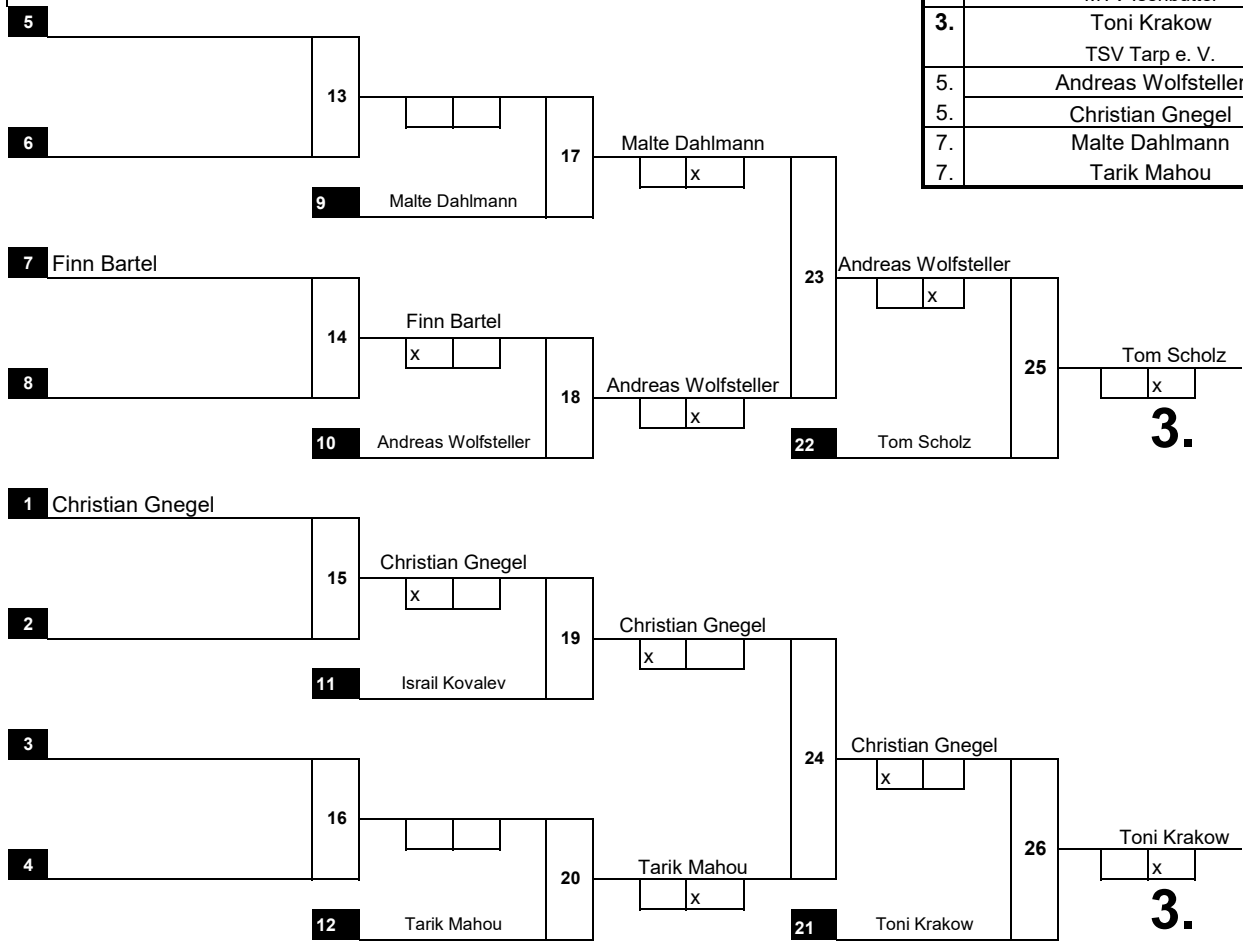 5
3. Toni Krakow
TSV Tarp e. V.
5. Andreas Wolfsteller
5. Christian Gnegel
7. Malte Dahlmann
7. Tarik Mahou
13
6
17
Malte Dahlmann
x
9 Malte Dahlmann
7 Finn Bartel
23
Andreas Wolfsteller
x
14
Finn Bartel
x
8
18
Andreas Wolfsteller
x
25
Tom Scholz
x
3.
10 Andreas Wolfsteller
22 Tom Scholz
1 Christian Gnegel
15
Christian Gnegel
x
2
19
Christian Gnegel
x
11 Israil Kovalev
3
24
Christian Gnegel
x
16
4
20
Tarik Mahou
x
26
Toni Krakow
x
3.
12 Tarik Mahou
21 Toni Krakow